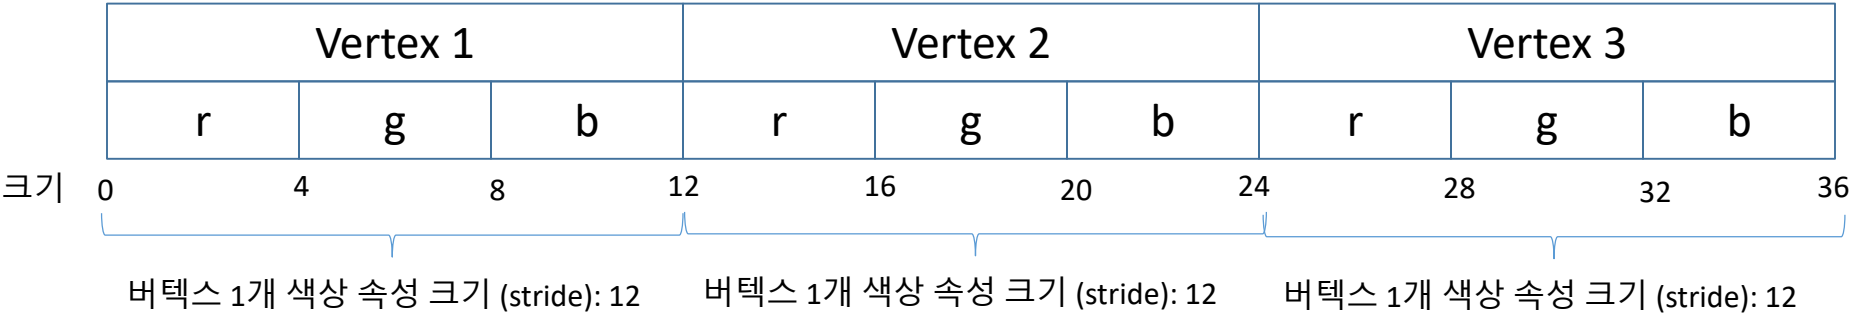 Vertex 1 Vertex 2 Vertex 3
r g b r g b r g b
크기 0 4 8 12 16 20 24 28 32 36
버텍스 1개 색상 속성 크기 (stride): 12 버텍스 1개 색상 속성 크기 (stride): 12 버텍스 1개 색상 속성 크기 (stride): 12